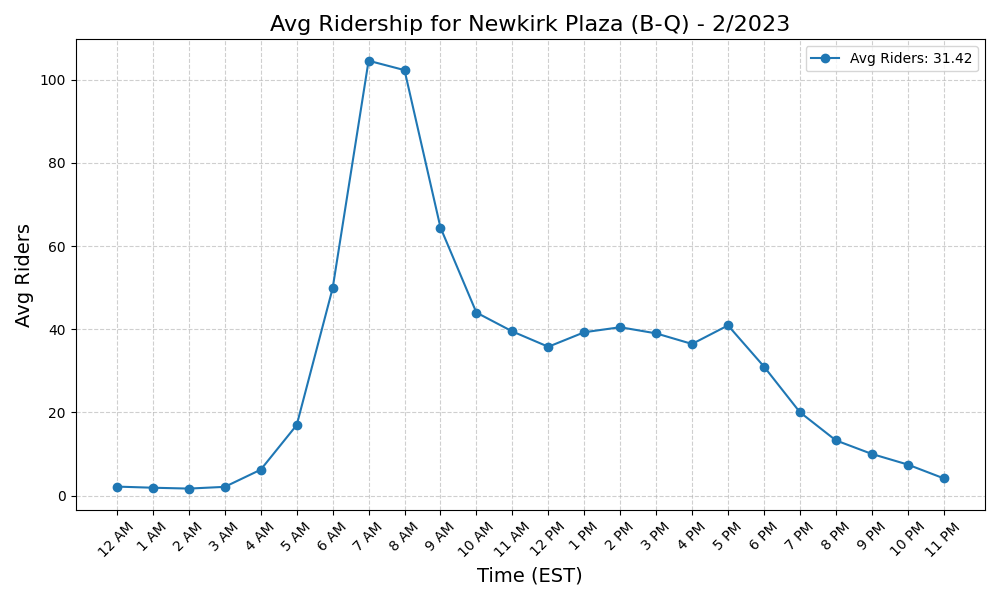 Avg Ridership for Newkirk Plaza (B-Q) - 2/2023
Avg Riders: 31.42
Avg Riders
100
80
60
40
20
0
12 AM
1 AM
2 AM
3 AM
4 AM
5 AM
6 AM
7 AM
8 AM
9 AM
10 AM
11 AM
12 PM
1 PM
2 PM
3 PM
4 PM
5 PM
6 PM
7 PM
8 PM
9 PM
10 PM
11 PM
Time (EST)